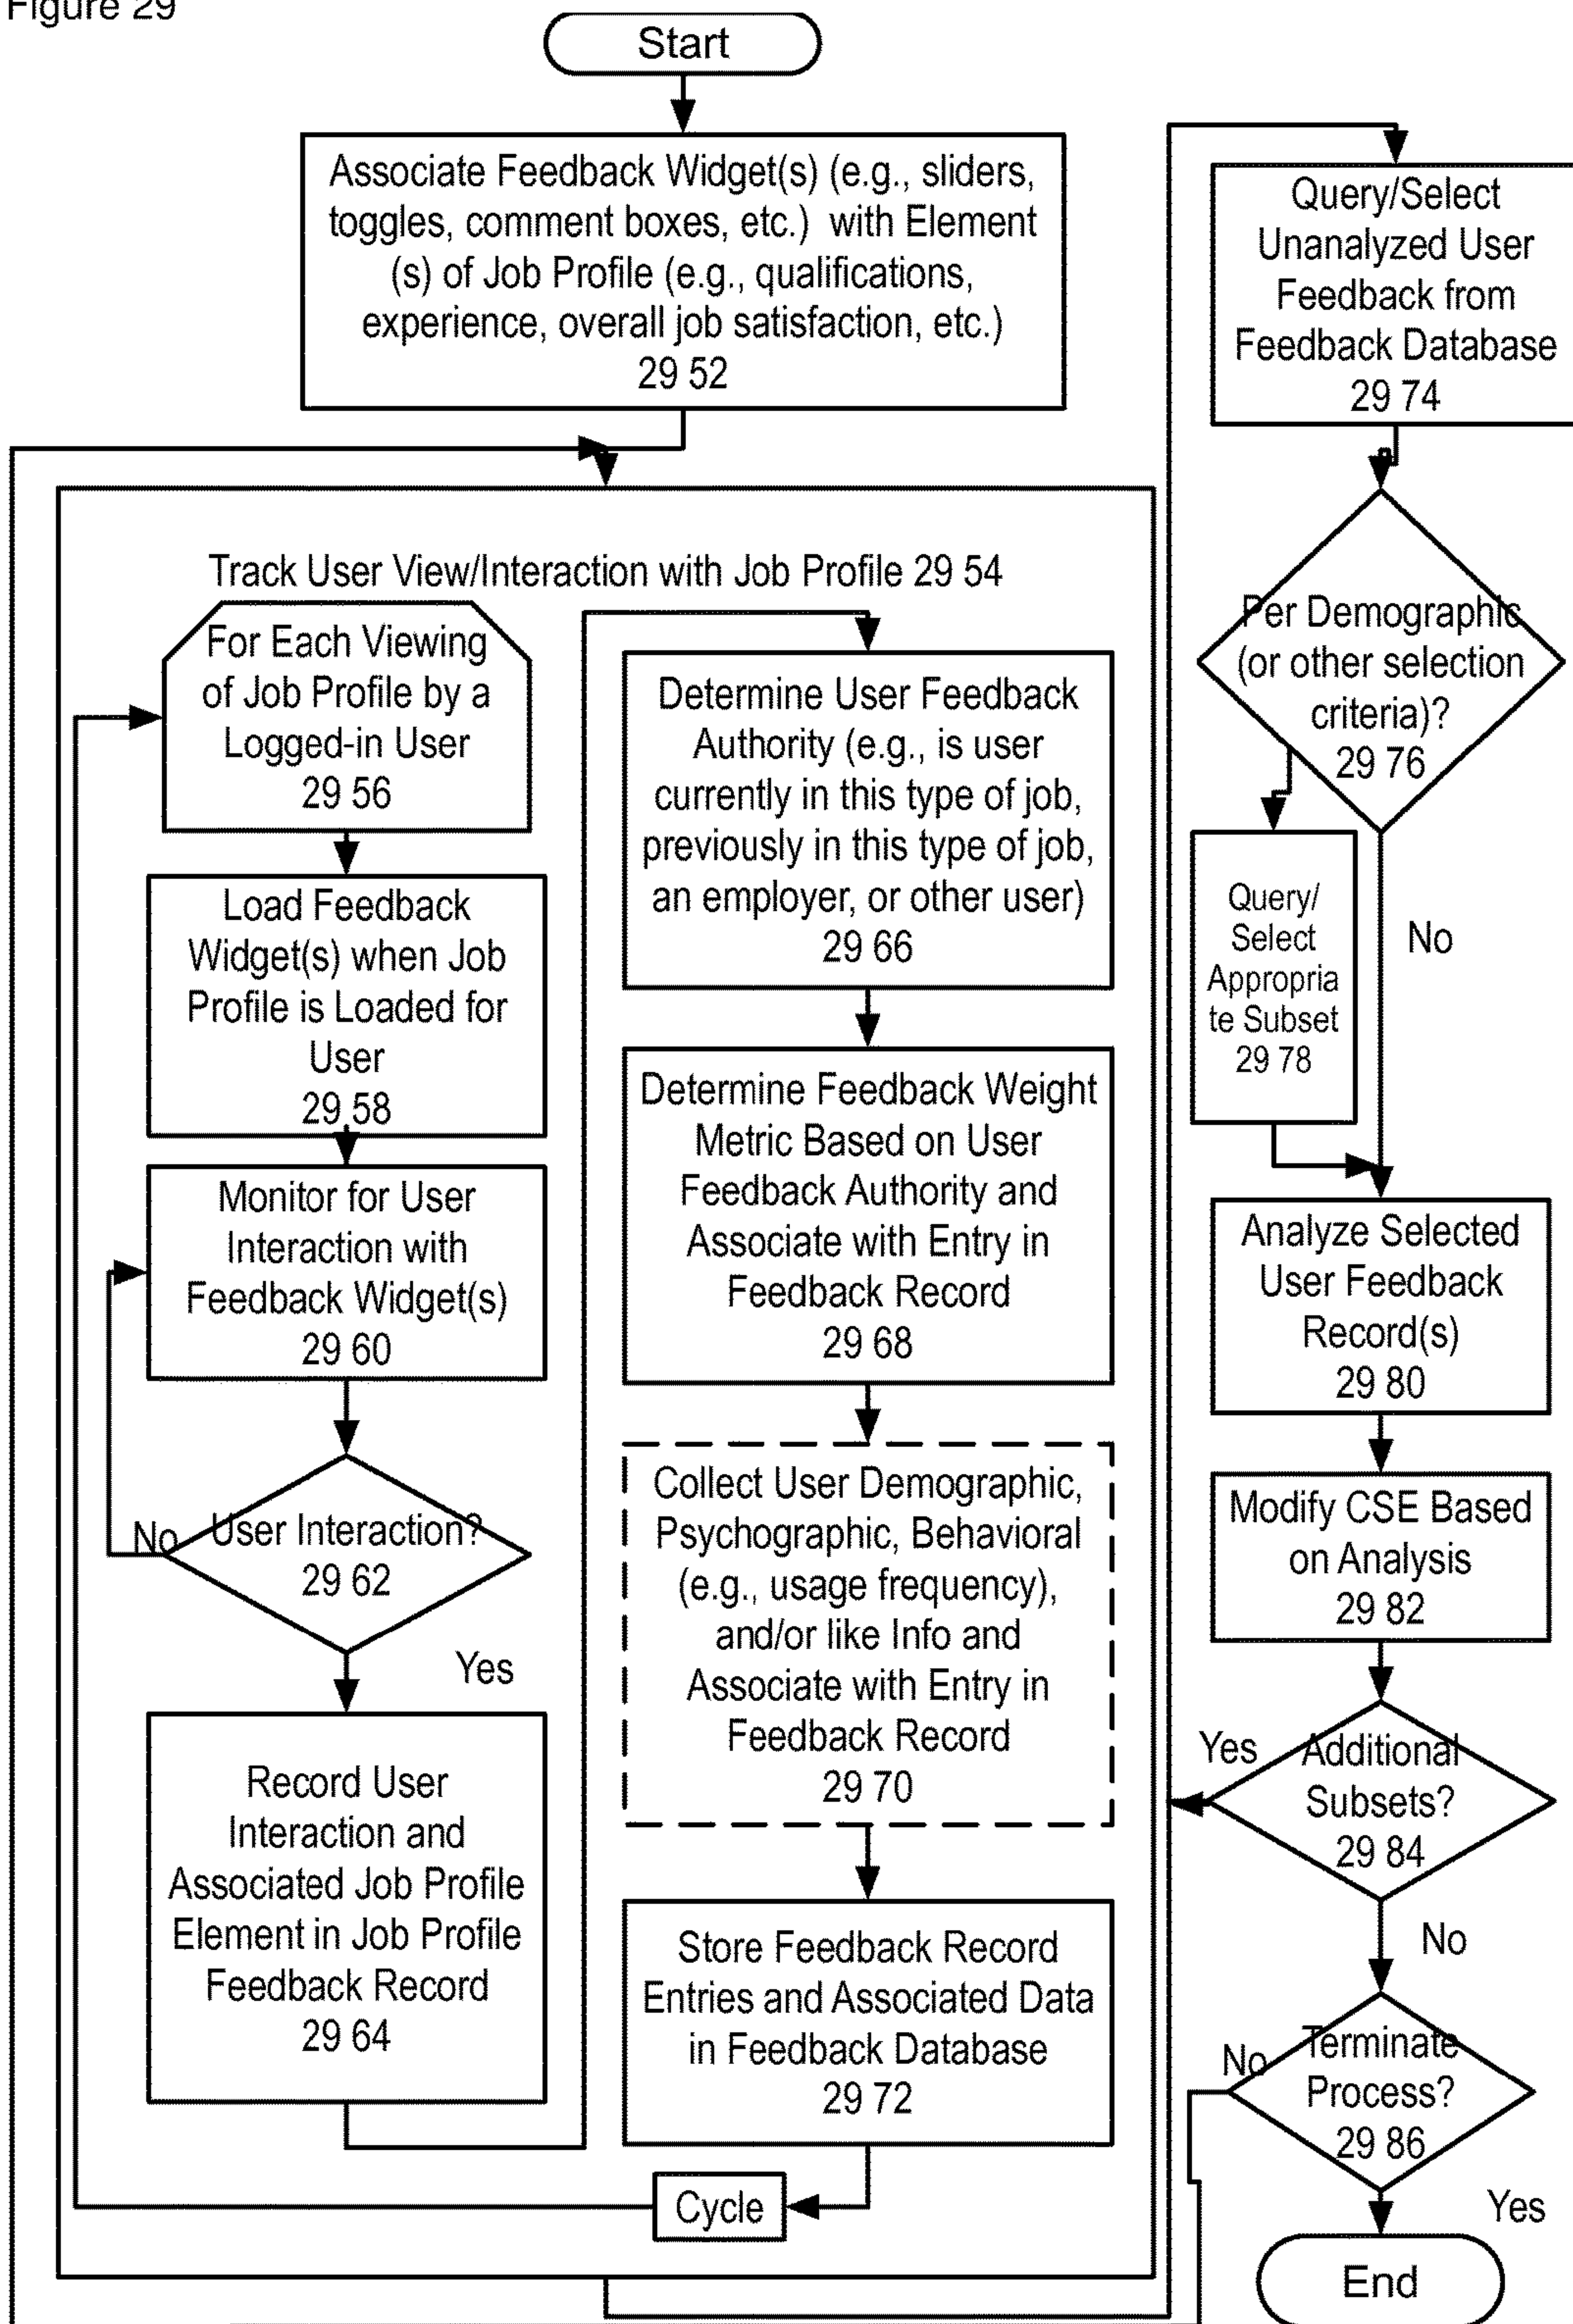 Figure 29
Start
Associate Feedback Widget(s) (e.g., sliders,
toggles, comment boxes, etc.) with Element
(s) of Job Profile (e.g., qualifications,
experience, overall job satisfaction, etc.)
29 52
Track User View/Interaction with Job Profile 29 54
For Each Viewing
of Job Profile by a
Logged-in User
29 56
Load Feedback
Widget(s) when Job
Profile is Loaded for
User
29 58
Monitor for User
Interaction with
Feedback Widget(s)
29 60
No
User Interaction?
29 62
Yes
Record User
Interaction and
Associated Job Profile
Element in Job Profile
Feedback Record
29 64
Determine User Feedback
Authority (e.g., is user
currently in this type of job,
previously in this type of job,
an employer, or other user)
29 66
Determine Feedback Weight
Metric Based on User
Feedback Authority and
Associate with Entry in
Feedback Record
29 68
Collect User Demographic,
Psychographic, Behavioral
(e.g., usage frequency),
and/or like Info and
Associate with Entry in
Feedback Record
29 70
Store Feedback Record
Entries and Associated Data
in Feedback Database
29 72
Cycle
Query/Select
Unanalyzed User
Feedback from
Feedback Database
29 74
Per Demographic
(or other selection
criteria)?
29 76
Query/
Select
Appropria
te Subset
29 78
No
Analyze Selected
User Feedback
Record(s)
29 80
Modify CSE Based
on Analysis
29 82
Yes
Additional
Subsets?
29 84
No
No
Terminate
Process?
29 86
Yes
End